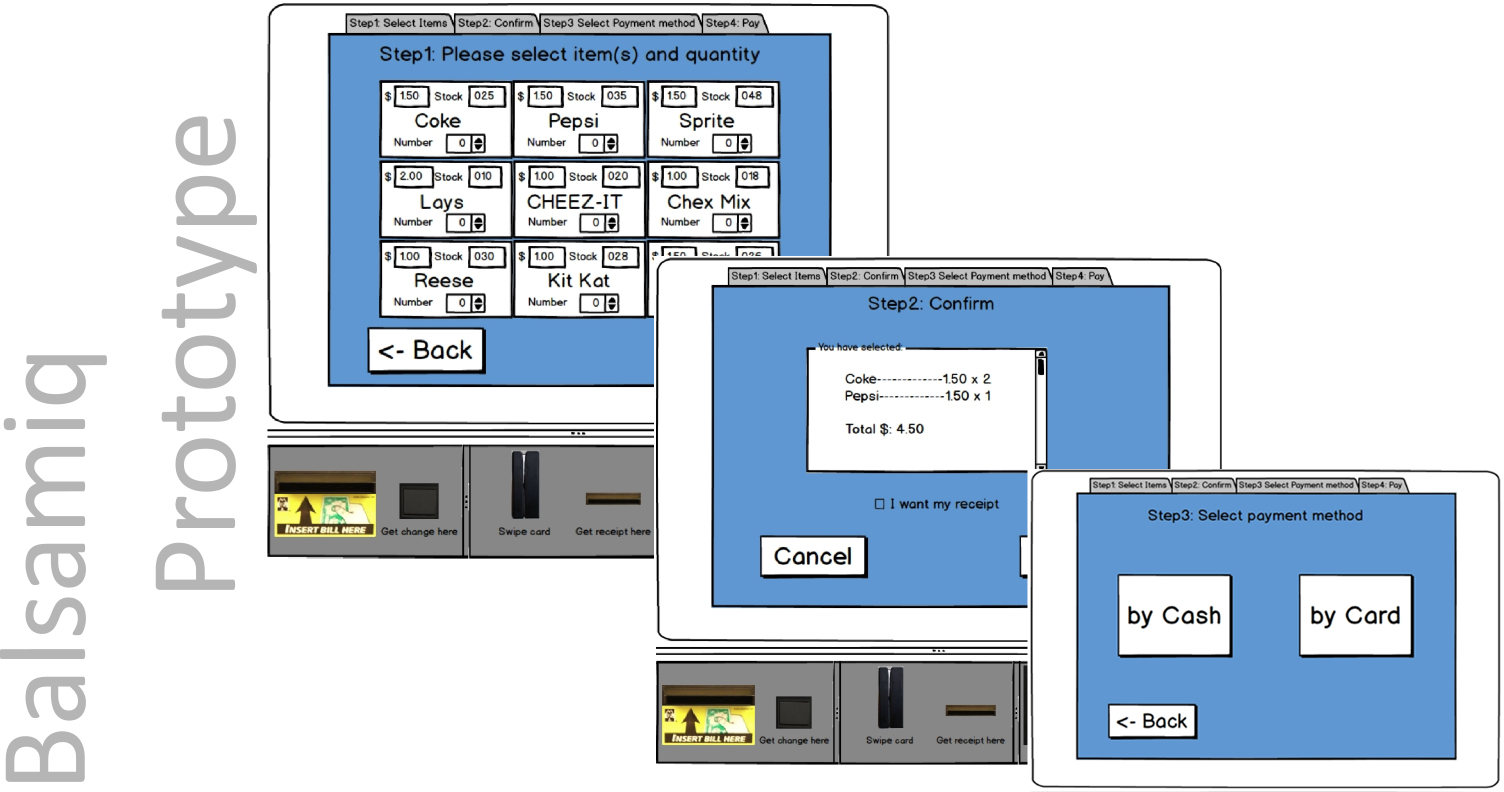 Balsamiq
Prototype
Step1: Select Items Step2: Confirm Step3 Select Payment method Step4: Pay
Step1: Please select item(s) and quantity
$ 1.50 Stock 025 $ 1.50 Stock 035 $ 1.50 Stock 048
Coke Pepsi Sprite
Number 0 Number 0 Number 0
$ 2.00 Stock 010 $ 1.00 Stock 020 $ 1.00 Stock 018
Lays CHEEZ-IT Chex Mix
Number 0 Number 0 Number 0
$ 1.00 Stock 030 $ 1.00 Stock 028 $ 1.50 Stock
Reese Kit Kat
Number 0 Number 0
<- Back
INSERT BILL HERE Get change here Swipe card Get receipt here
Step1: Select Items Step2: Confirm Step3 Select Payment method Step4: Pay
Step2: Confirm
You have selected:
Coke-------------1.50 x 2
Pepsi-------------1.50 x 1
Total $: 4.50
I want my receipt
Cancel
INSERT BILL HERE Get change here Swipe card Get receipt here
Step1: Select Items Step2: Confirm Step3 Select Payment method Step4: Pay
Step3: Select payment method
by Cash by Card
<- Back